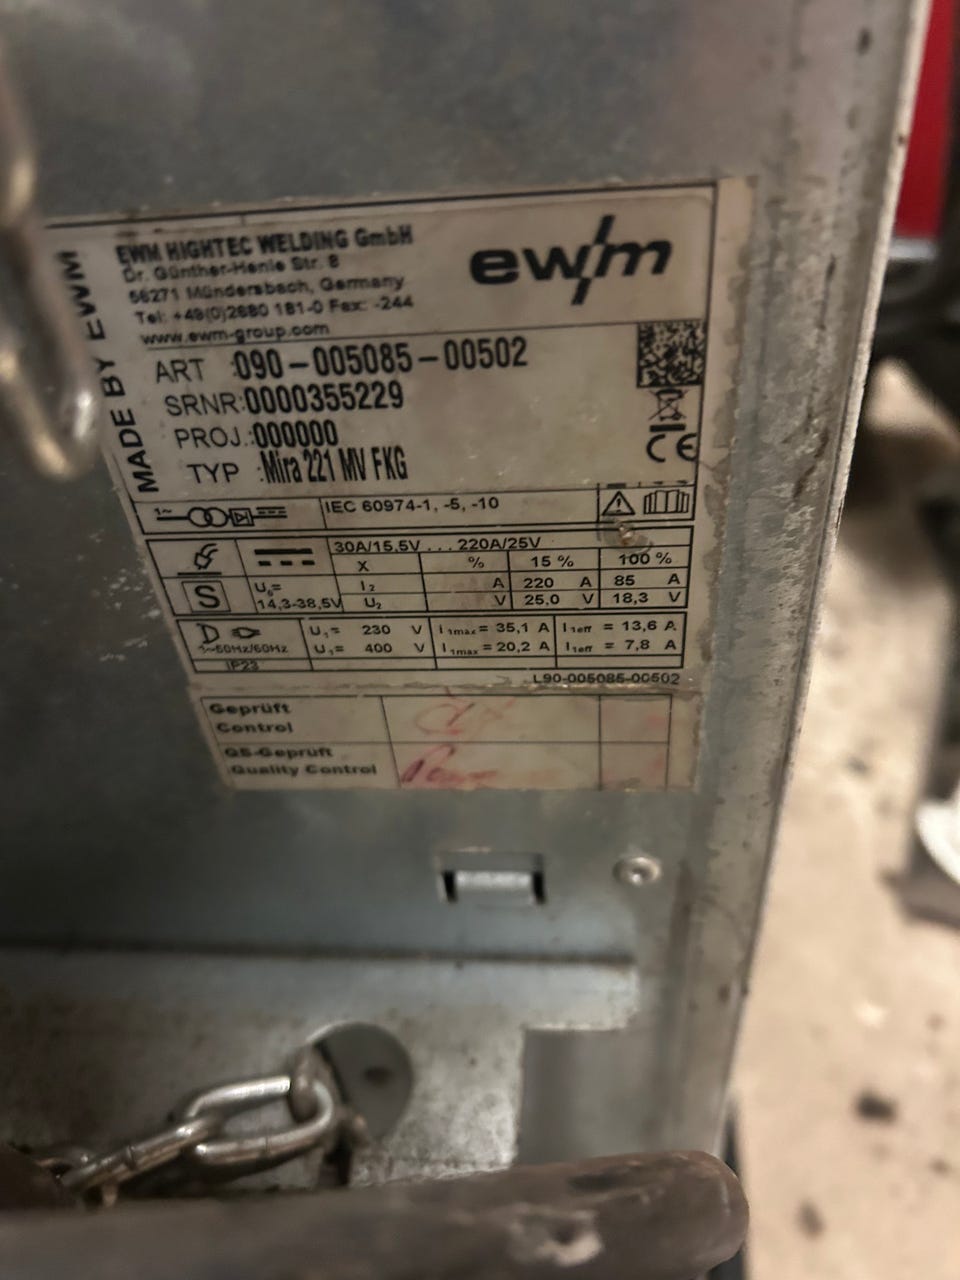 MADE BY EWM
EWM HIGHTEC WELDING GmbH
Dr. Günther-Henle Str. 8
56271 Mündersbach, Germany
Tel: +49(0)2680 181-0 Fax: -244
www.ewm-group.com
ewm
ART :090-005085-00502
SRNR:0000355229
PROJ.:000000
TYP :Mira 221 MV FKG
CE
1~
IEC 60974-1, -5, -10
30A/15,5V ... 220A/25V
X % 15 % 100 %
S U₀= I₂ A 220 A 85 A
14,3-38,5V U₂ V 25,0 V 18,3 V
U₁= 230 V I₁max= 35,1 A I₁eff = 13,6 A
1~50Hz/60Hz U₁= 400 V I₁max= 20,2 A I₁eff = 7,8 A
IP23
L90-005085-00502
Geprüft
Control
QS-Geprüft
Quality Control